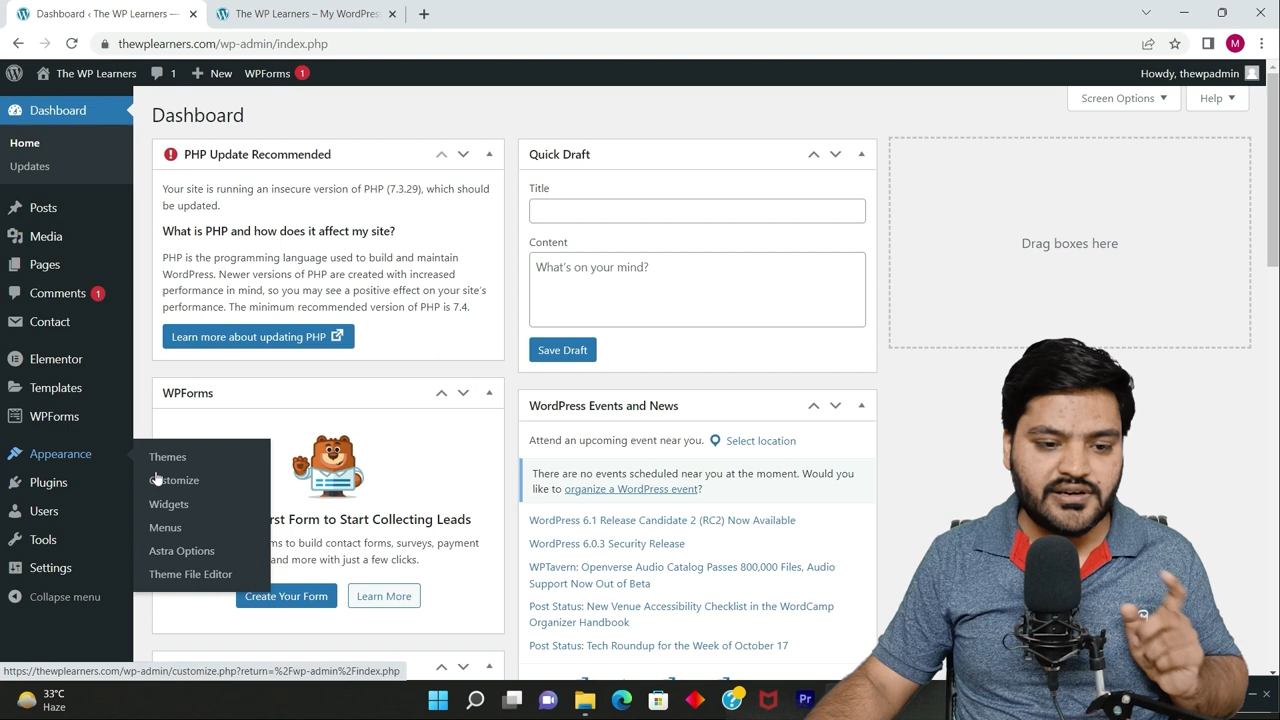 Dashboard ‹ The WP Learners —
The WP Learners – My WordPres
thewplearners.com/wp-admin/index.php
M
The WP Learners
1
New
WPForms 1
Howdy, thewpadmin
Dashboard
Home
Updates
Posts
Media
Pages
Comments 1
Contact
Elementor
Templates
WPForms
Appearance
Plugins
Users
Tools
Settings
Collapse menu
Themes
Customize
Widgets
Menus
Astra Options
Theme File Editor
Dashboard
Screen Options
Help
PHP Update Recommended
Your site is running an insecure version of PHP (7.3.29), which should
be updated.
What is PHP and how does it affect my site?
PHP is the programming language used to build and maintain
WordPress. Newer versions of PHP are created with increased
performance in mind, so you may see a positive effect on your site's
performance. The minimum recommended version of PHP is 7.4.
Learn more about updating PHP
WPForms
rst Form to Start Collecting Leads
ms to build contact forms, surveys, payment
and more with just a few clicks.
Create Your Form
Learn More
Quick Draft
Title
Content
What's on your mind?
Save Draft
WordPress Events and News
Attend an upcoming event near you. Select location
There are no events scheduled near you at the moment. Would you
like to organize a WordPress event?
WordPress 6.1 Release Candidate 2 (RC2) Now Available
WordPress 6.0.3 Security Release
WPTavern: Openverse Audio Catalog Passes 800,000 Files, Audio
Support Now Out of Beta
Post Status: New Venue Accessibility Checklist in the WordCamp
Organizer Handbook
Post Status: Tech Roundup for the Week of October 17
Drag boxes here
https://thewplearners.com/wp-admin/customize.php?return=%2Fwp-admin%2Findex.php
33°C
Haze
Pr